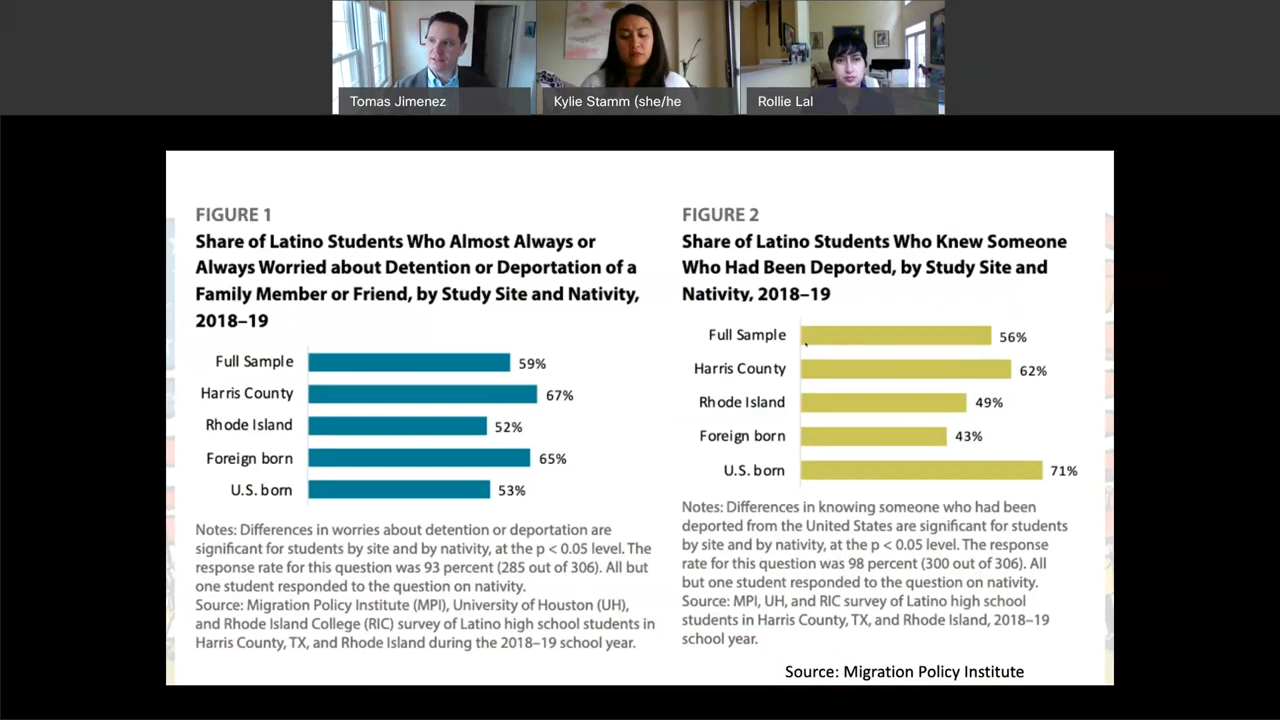 Tomas Jimenez
Kylie Stamm (she/he
Rollie Lal
FIGURE 1
Share of Latino Students Who Almost Always or
Always Worried about Detention or Deportation of a
Family Member or Friend, by Study Site and Nativity,
2018–19
Full Sample 59%
Harris County 67%
Rhode Island 52%
Foreign born 65%
U.S. born 53%
Notes: Differences in worries about detention or deportation are
significant for students by site and by nativity, at the p < 0.05 level. The
response rate for this question was 93 percent (285 out of 306). All but
one student responded to the question on nativity.
Source: Migration Policy Institute (MPI), University of Houston (UH),
and Rhode Island College (RIC) survey of Latino high school students in
Harris County, TX, and Rhode Island during the 2018–19 school year.
FIGURE 2
Share of Latino Students Who Knew Someone
Who Had Been Deported, by Study Site and
Nativity, 2018–19
Full Sample 56%
Harris County 62%
Rhode Island 49%
Foreign born 43%
U.S. born 71%
Notes: Differences in knowing someone who had been
deported from the United States are significant for students
by site and by nativity, at the p < 0.05 level. The response
rate for this question was 98 percent (300 out of 306). All
but one student responded to the question on nativity.
Source: MPI, UH, and RIC survey of Latino high school
students in Harris County, TX, and Rhode Island, 2018–19
school year.
Source: Migration Policy Institute